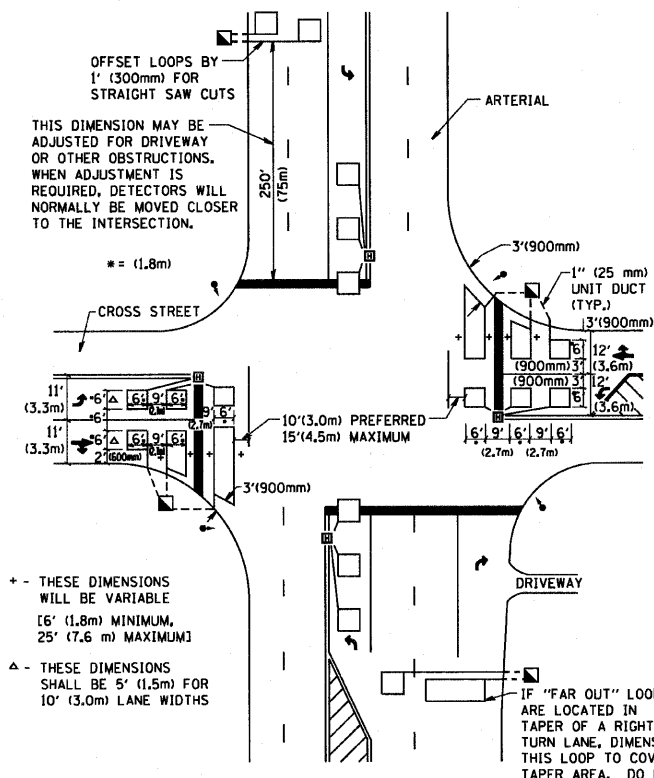 OFFSET LOOPS BY
1' (300mm) FOR
STRAIGHT SAW CUTS
ARTERIAL
THIS DIMENSION MAY BE
ADJUSTED FOR DRIVEWAY
OR OTHER OBSTRUCTIONS.
WHEN ADJUSTMENT IS
REQUIRED, DETECTORS WILL
NORMALLY BE MOVED CLOSER
TO THE INTERSECTION.
250'
(75m)
* = (1.8m)
3'(900mm)
1" (25 mm)
UNIT DUCT
(TYP.)
CROSS STREET
H
3'(900mm)
6'
12'
(3.6m)
(900mm) 3'
(900mm) 3'
6'
12'
(3.6m)
H
6' 9' 6' 9' 6'
(2.7m) (2.7m)
H
11'
(3.3m)
6'
6' 9' 6'
9' 6'
(2.7m)
6'
11'
(3.3m)
6'
6' 9' 6'
2' (600mm)
10'(3.0m) PREFERRED
15'(4.5m) MAXIMUM
3'(900mm)
H
DRIVEWAY
+ - THESE DIMENSIONS
WILL BE VARIABLE
[6' (1.8m) MINIMUM,
25' (7.6 m) MAXIMUM]
△ - THESE DIMENSIONS
SHALL BE 5' (1.5m) FOR
10' (3.0m) LANE WIDTHS
IF "FAR OUT" LOO
ARE LOCATED IN
TAPER OF A RIGHT
TURN LANE, DIMENS
THIS LOOP TO COV
TAPER AREA. DO